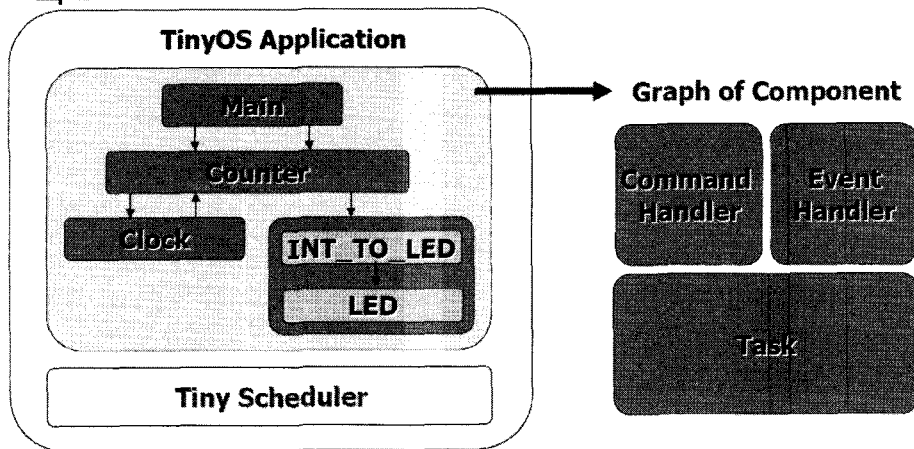 TinyOS Application
Main
Counter
Clock
INT_TO_LED
LED
Tiny Scheduler
Graph of Component
Command
Handler
Event
Handler
Task